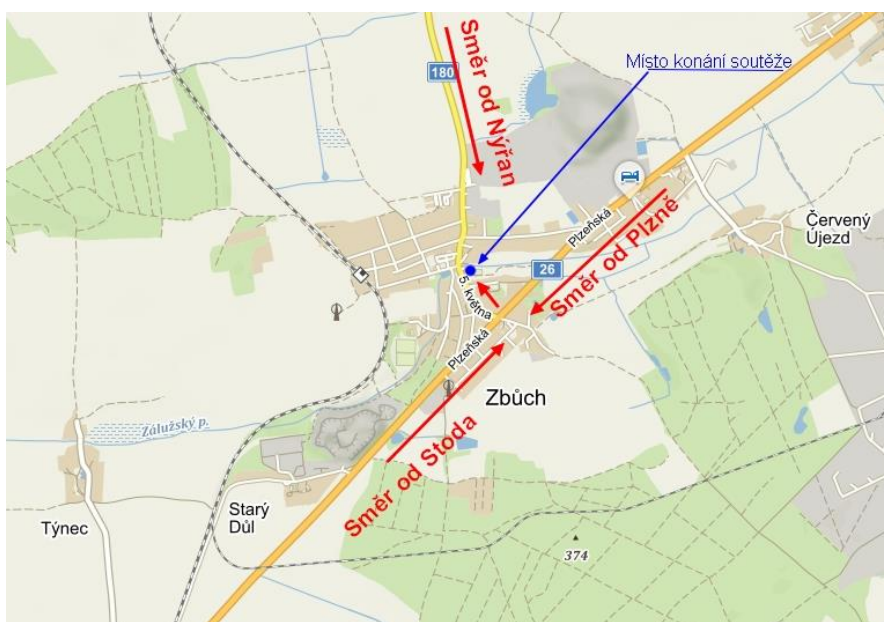 Místo konání soutěže
180
Směr od Nýřan
Plzeňská
Směr od Plzně
Červený
Újezd
26
5. května
Plzeňská
Zbůch
Zálužský p.
Směr od Stoda
Starý
Důl
Týnec
374